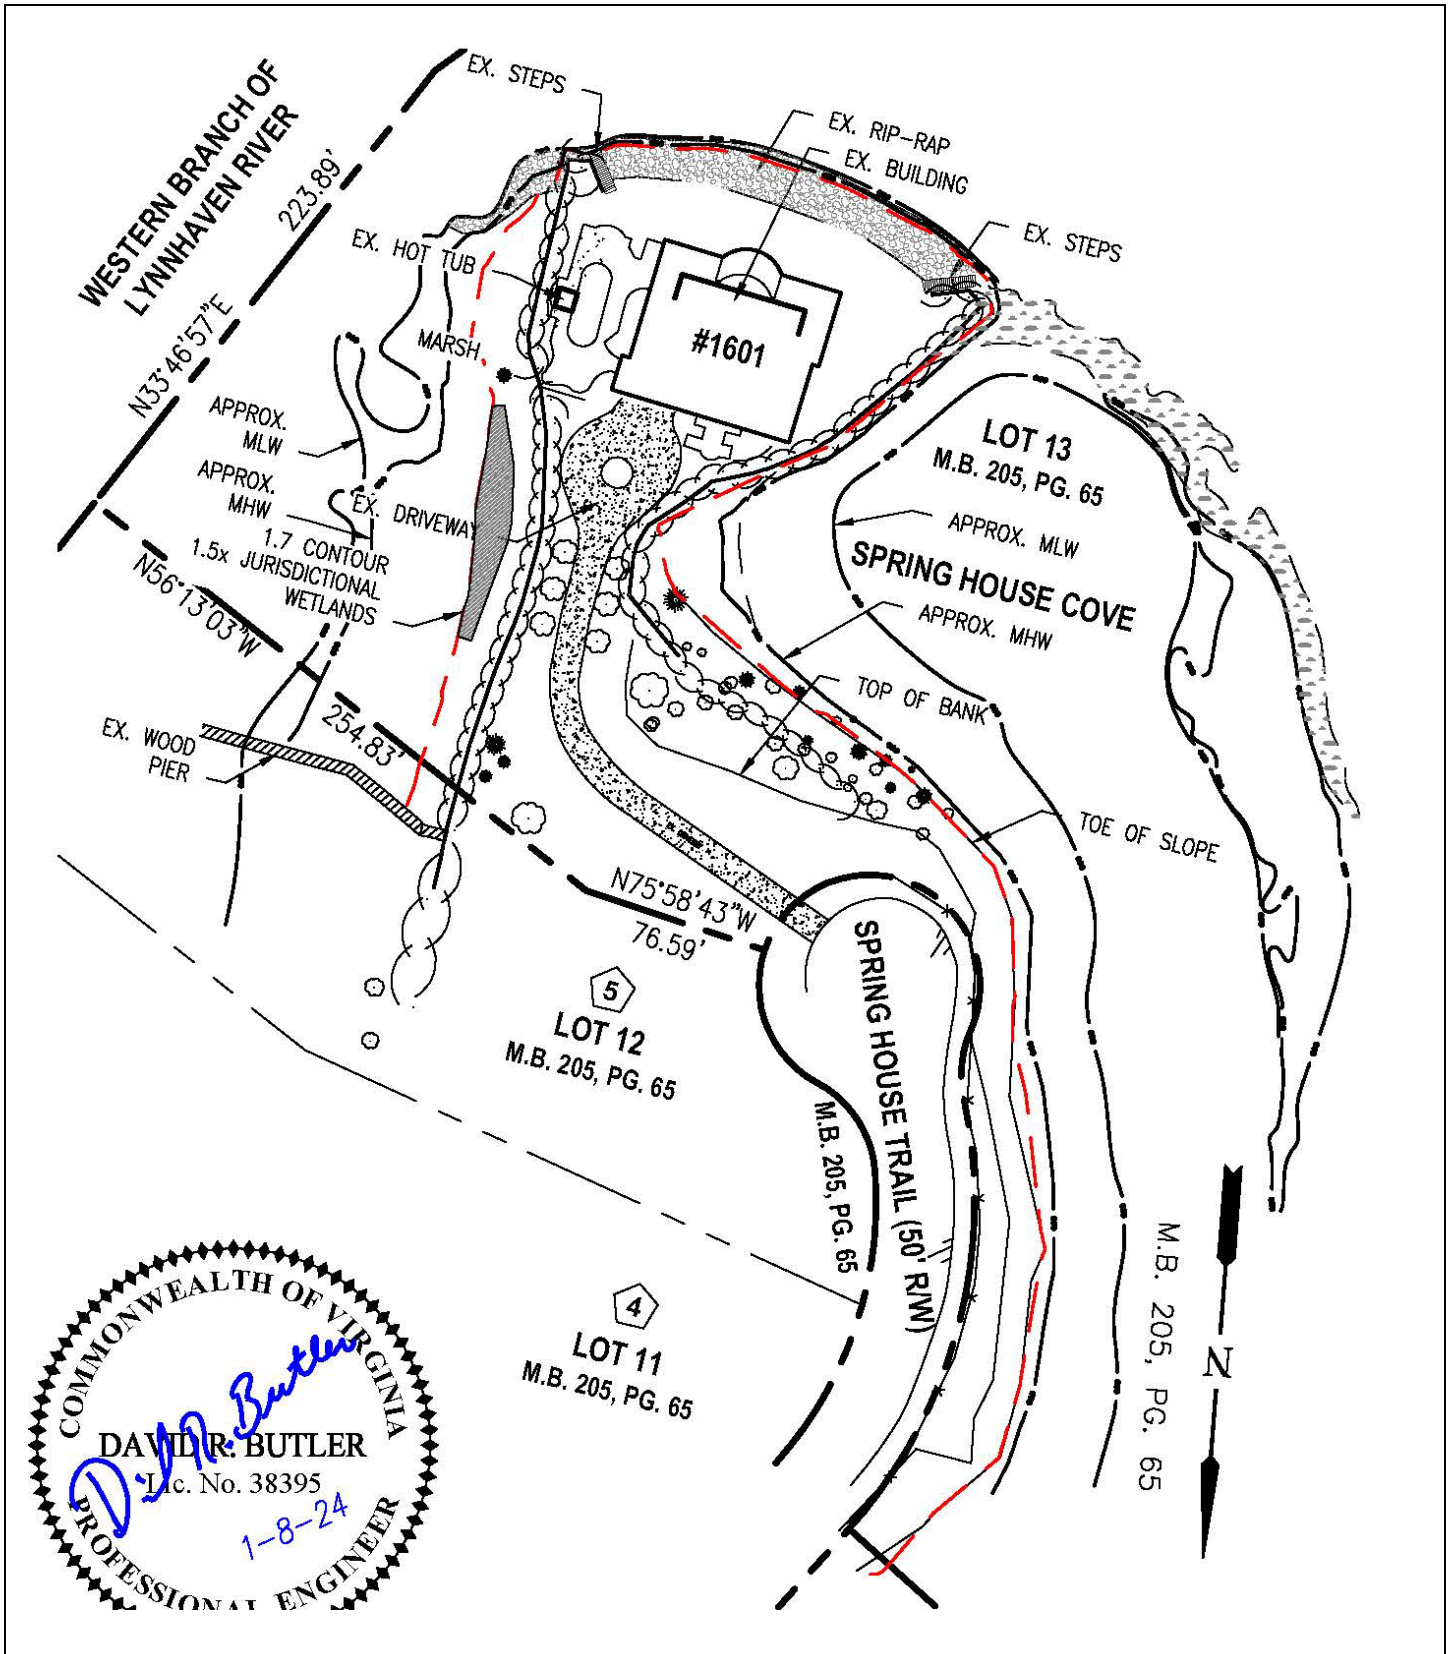 EX. STEPS
WESTERN BRANCH OF
LYNNHAVEN RIVER
223.89'
EX. RIP-RAP
EX. BUILDING
EX. STEPS
EX. HOT TUB
N33°46'57"E
MARSH
#1601
APPROX.
MLW
LOT 13
M.B. 205, PG. 65
APPROX.
MHW
EX. DRIVEWAY
APPROX. MLW
1.7 CONTOUR
1.5x JURISDICTIONAL
WETLANDS
SPRING HOUSE COVE
N56°13'03"W
APPROX. MHW
TOP OF BANK
254.83'
EX. WOOD
PIER
TOE OF SLOPE
N75°58'43"W
76.59'
5
LOT 12
M.B. 205, PG. 65
SPRING HOUSE TRAIL (50' R/W)
M.B. 205, PG. 65
M.B. 205, PG. 65
4
LOT 11
M.B. 205, PG. 65
N
COMMONWEALTH OF VIRGINIA
David R. Butler
DAVID R. BUTLER
Lic. No. 38395
1-8-24
PROFESSIONAL ENGINEER